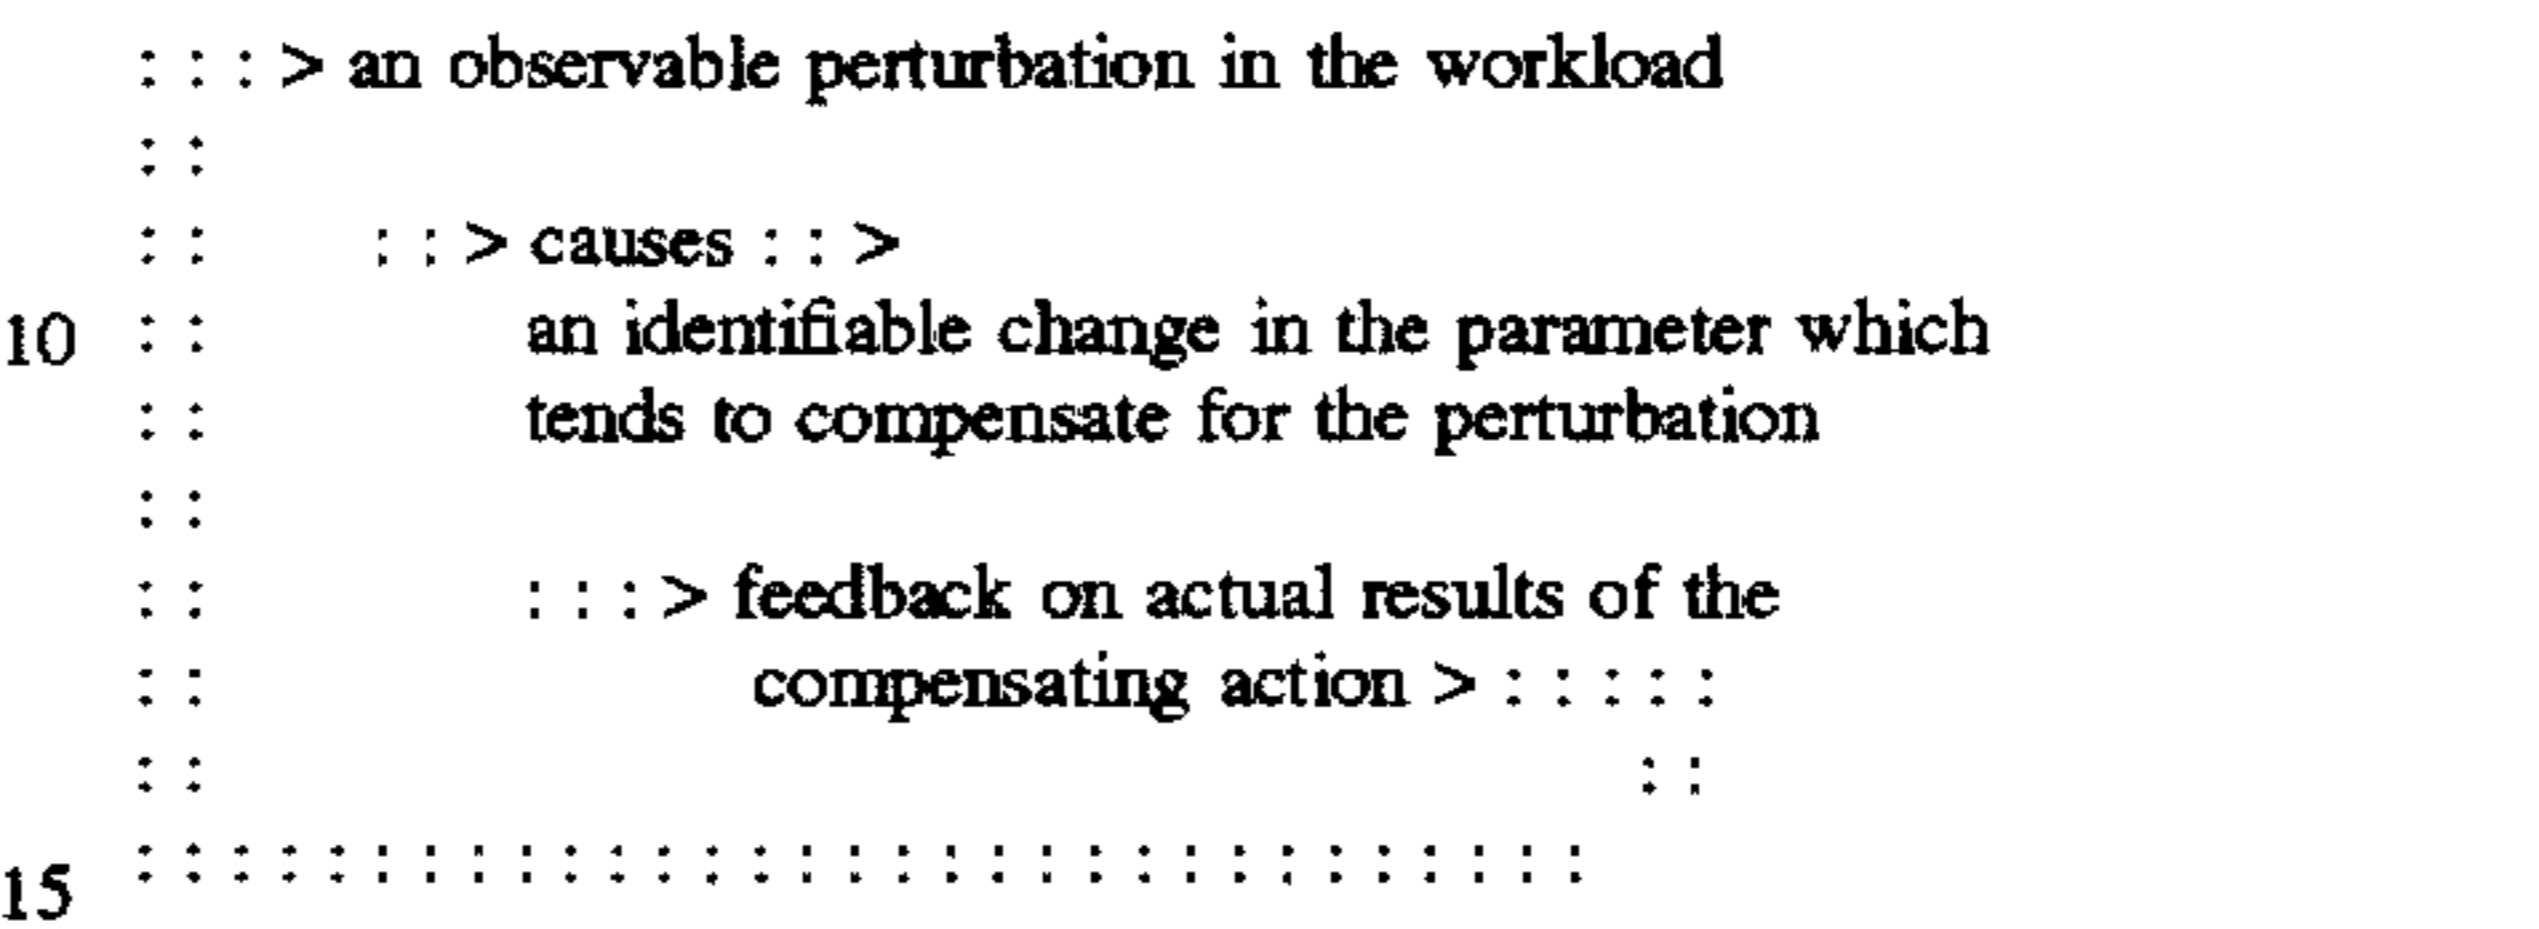 : : : > an observable perturbation in the workload
: :
: : : : > causes : : >
10 : : an identifiable change in the parameter which
: : tends to compensate for the perturbation
: :
: : : : : > feedback on actual results of the
: : compensating action > : : : : :
: : : :
15 : : : : : : : : : : : : : : : : : : : : : : : : : : : : : : :